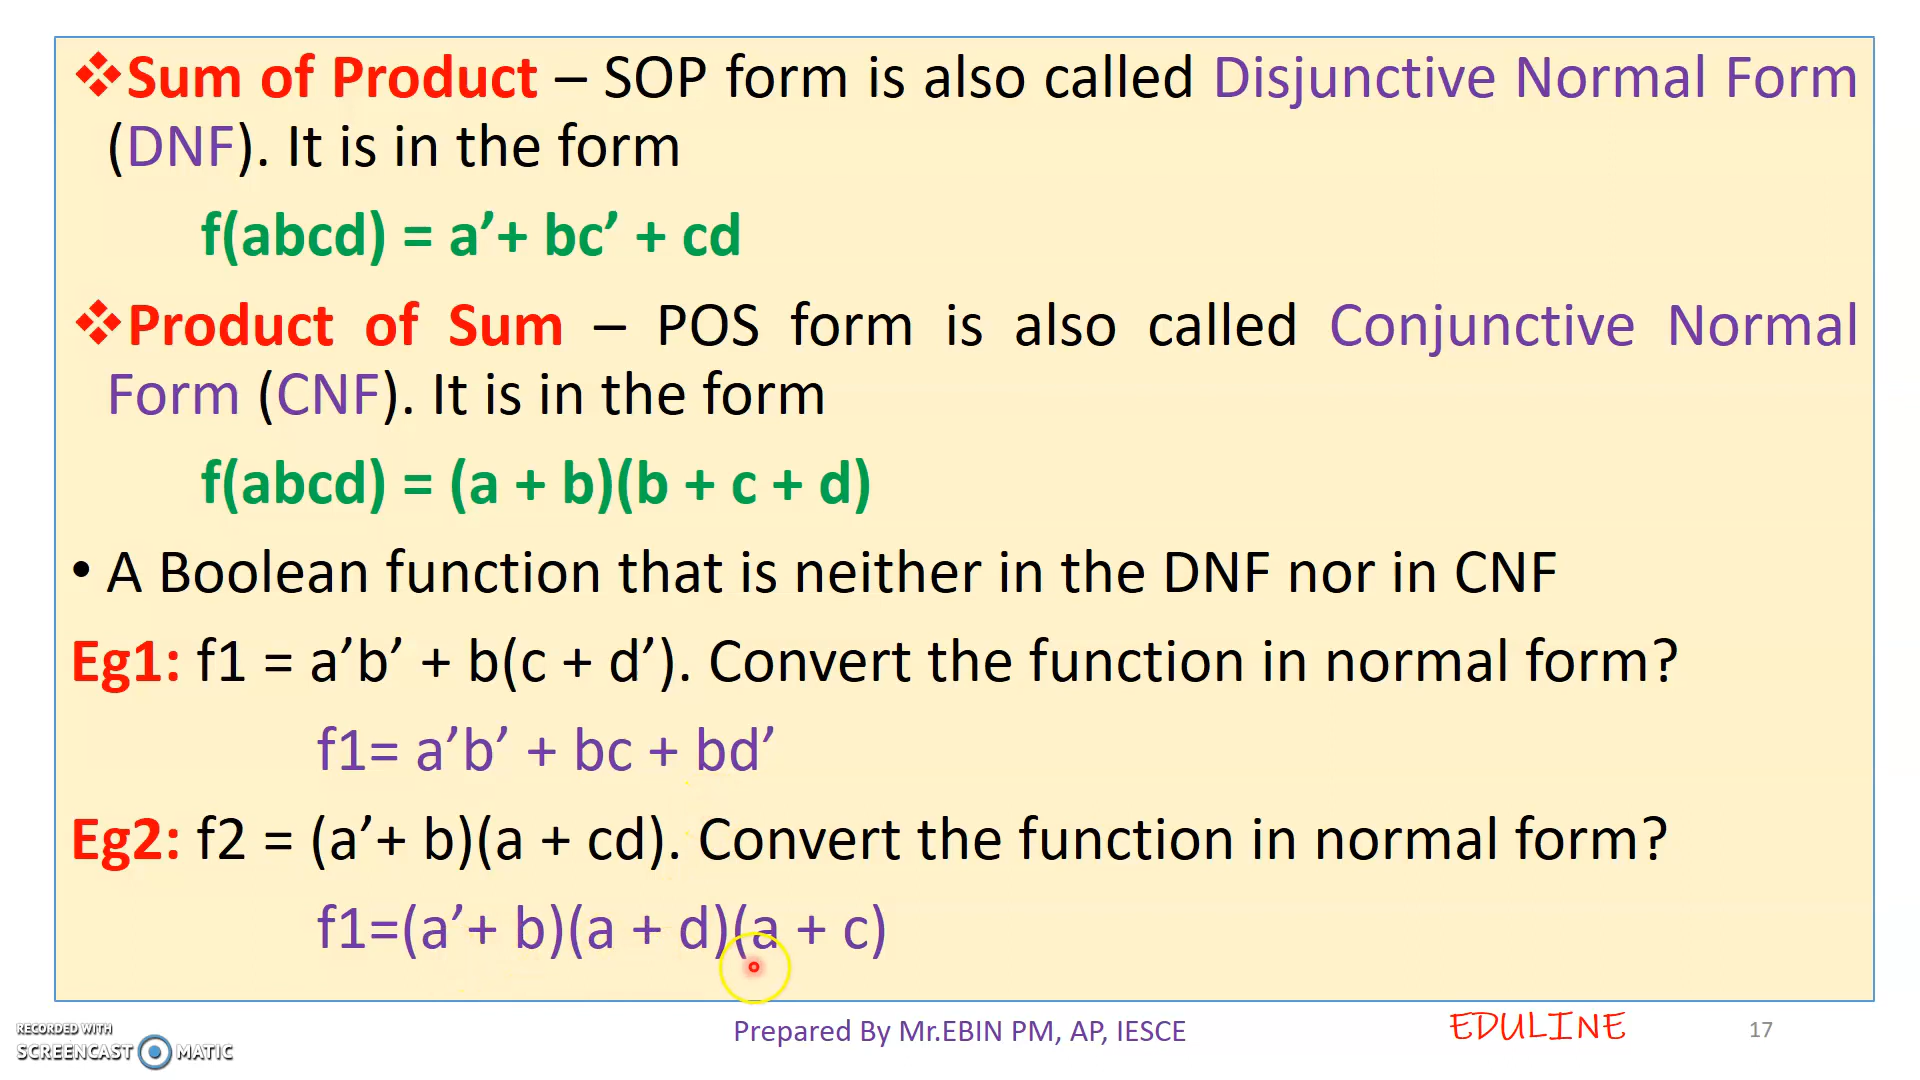 ❖Sum of Product – SOP form is also called Disjunctive Normal Form
(DNF). It is in the form
f(abcd) = a’+ bc’ + cd
❖Product of Sum – POS form is also called Conjunctive Normal
Form (CNF). It is in the form
f(abcd) = (a + b)(b + c + d)
• A Boolean function that is neither in the DNF nor in CNF
Eg1: f1 = a’b’ + b(c + d’). Convert the function in normal form?
f1= a’b’ + bc + bd’
Eg2: f2 = (a’+ b)(a + cd). Convert the function in normal form?
f1=(a’+ b)(a + d)(a + c)
RECORDED WITH
SCREENCAST MATIC
Prepared By Mr.EBIN PM, AP, IESCE
EDULINE
17